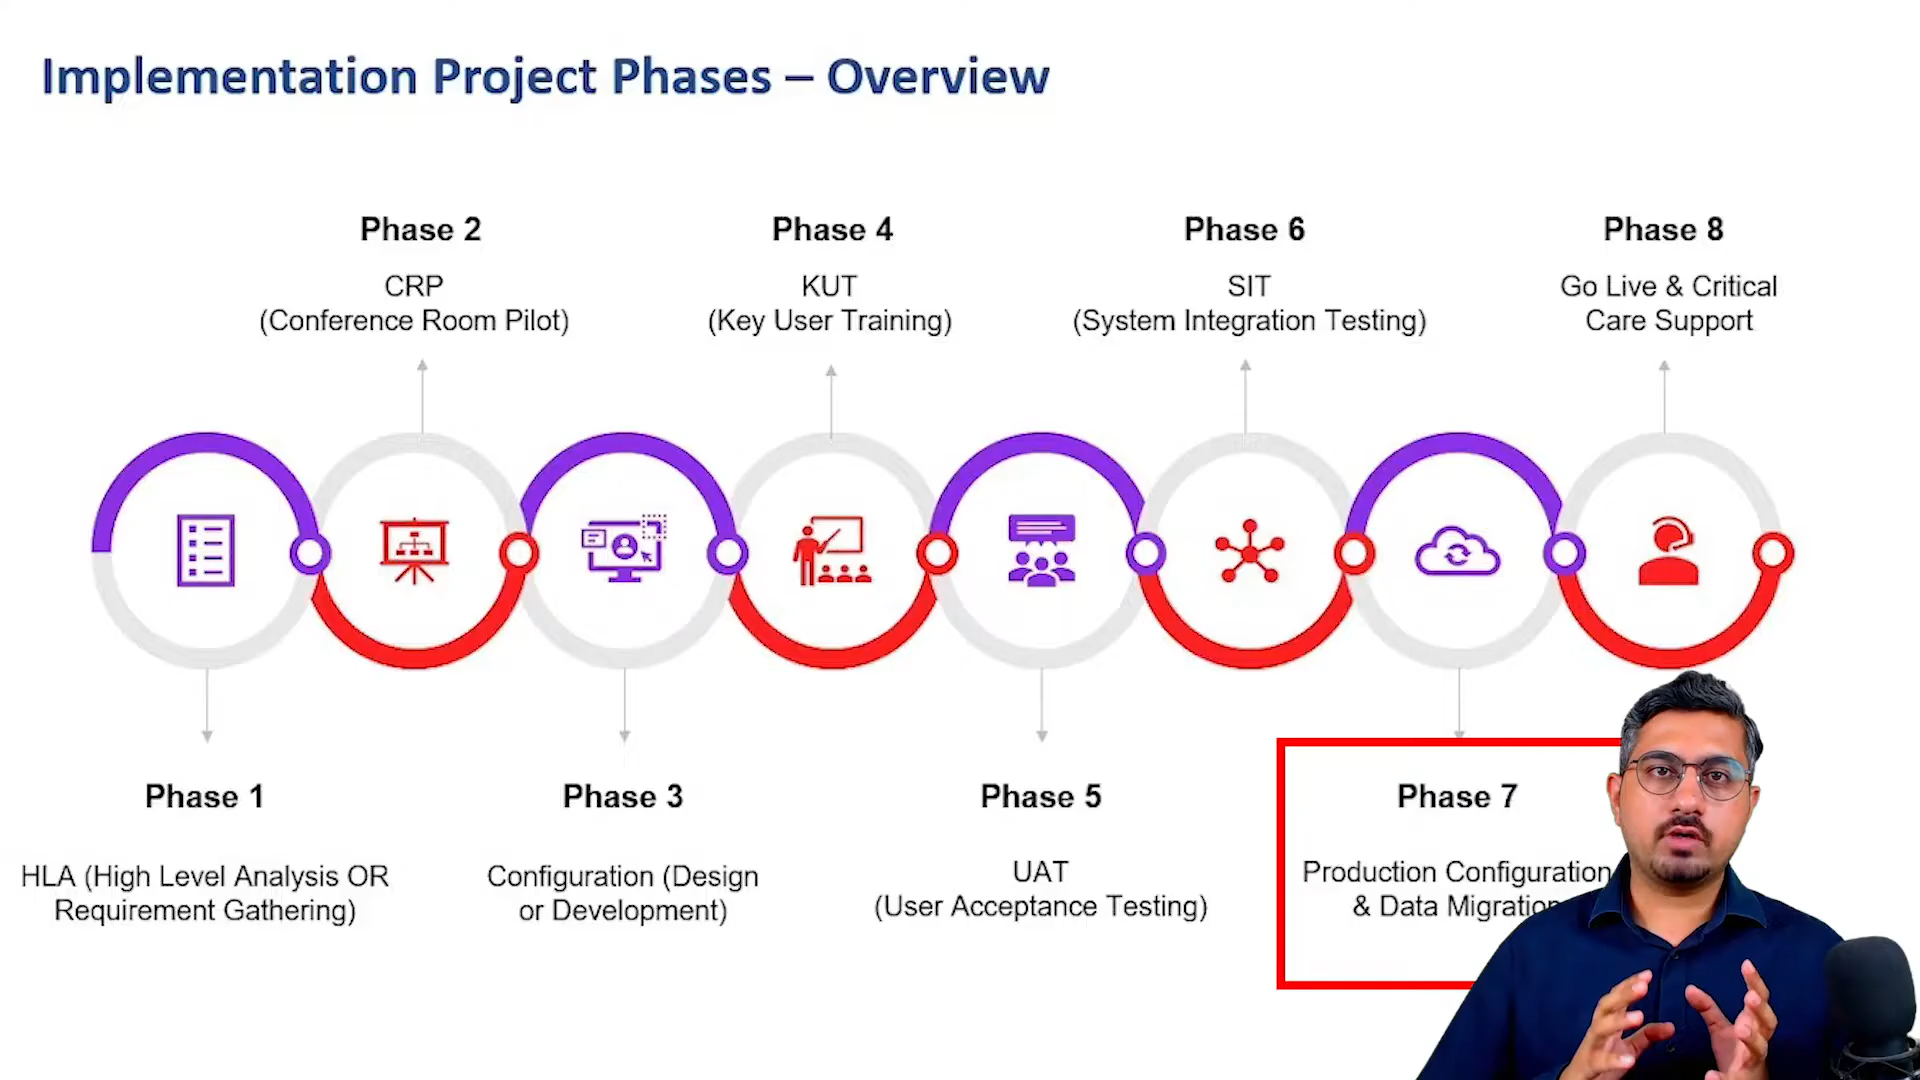 Implementation Project Phases – Overview
Phase 2
CRP
(Conference Room Pilot)
Phase 4
KUT
(Key User Training)
Phase 6
SIT
(System Integration Testing)
Phase 8
Go Live & Critical
Care Support
Phase 1
HLA (High Level Analysis OR
Requirement Gathering)
Phase 3
Configuration (Design
or Development)
Phase 5
UAT
(User Acceptance Testing)
Phase 7
Production Configuration
& Data Migration